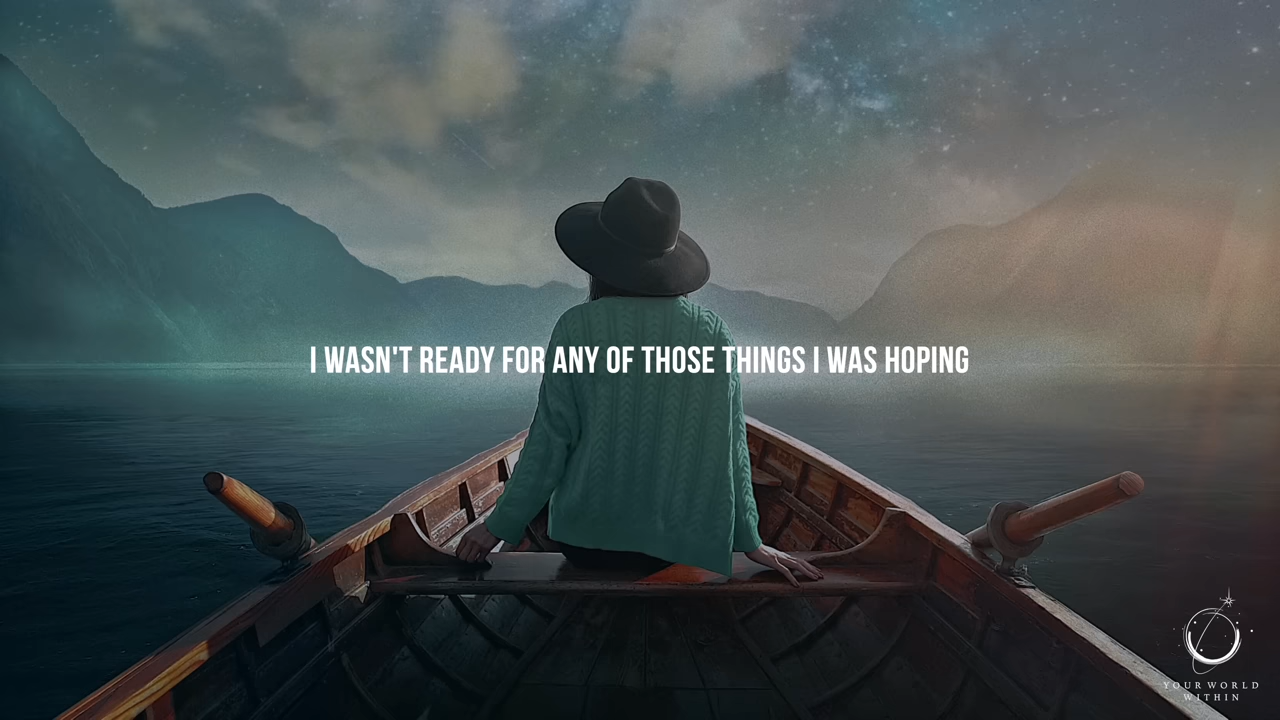 I WASN'T READY FOR ANY OF THOSE THINGS I WAS HOPING
YOUR WORLD
WITHIN